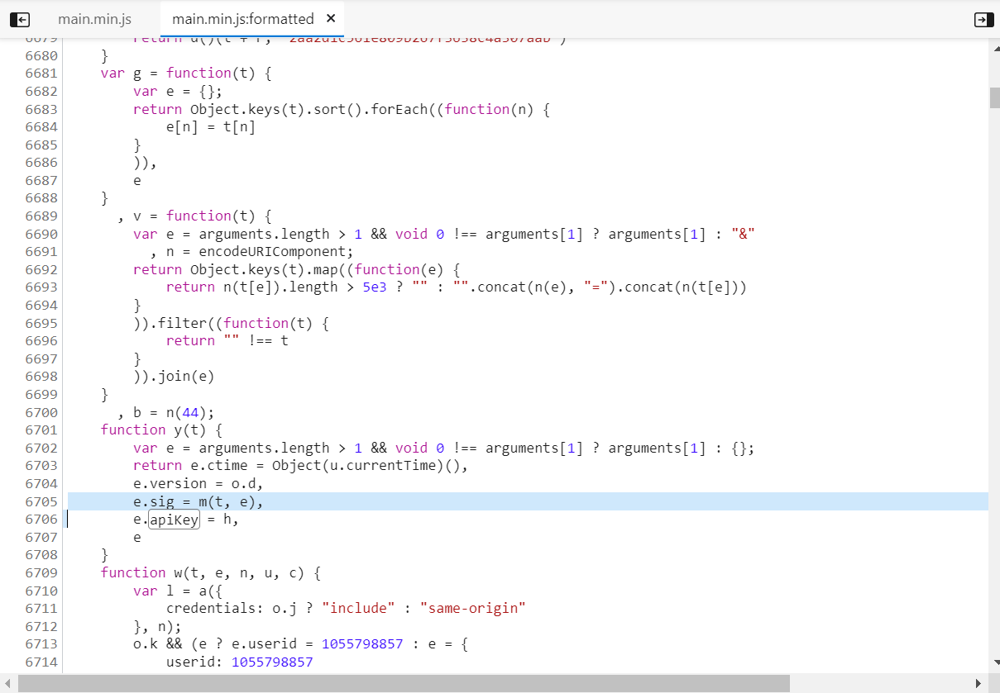 main.min.js main.min.js:formatted ×
6680 }
6681 var g = function(t) {
6682 var e = {};
6683 return Object.keys(t).sort().forEach((function(n) {
6684 e[n] = t[n]
6685 }
6686 )),
6687 e
6688 }
6689 , v = function(t) {
6690 var e = arguments.length > 1 && void 0 !== arguments[1] ? arguments[1] : "&"
6691 , n = encodeURIComponent;
6692 return Object.keys(t).map((function(e) {
6693 return n(t[e]).length > 5e3 ? "" : "".concat(n(e), "=").concat(n(t[e]))
6694 }
6695 )).filter((function(t) {
6696 return "" !== t
6697 }
6698 )).join(e)
6699 }
6700 , b = n(44);
6701 function y(t) {
6702 var e = arguments.length > 1 && void 0 !== arguments[1] ? arguments[1] : {};
6703 return e.ctime = Object(u.currentTime)(),
6704 e.version = o.d,
6705 e.sig = m(t, e),
6706 e.apiKey = h,
6707 e
6708 }
6709 function w(t, e, n, u, c) {
6710 var l = a({
6711 credentials: o.j ? "include" : "same-origin"
6712 }, n);
6713 o.k && (e ? e.userid = 1055798857 : e = {
6714 userid: 1055798857